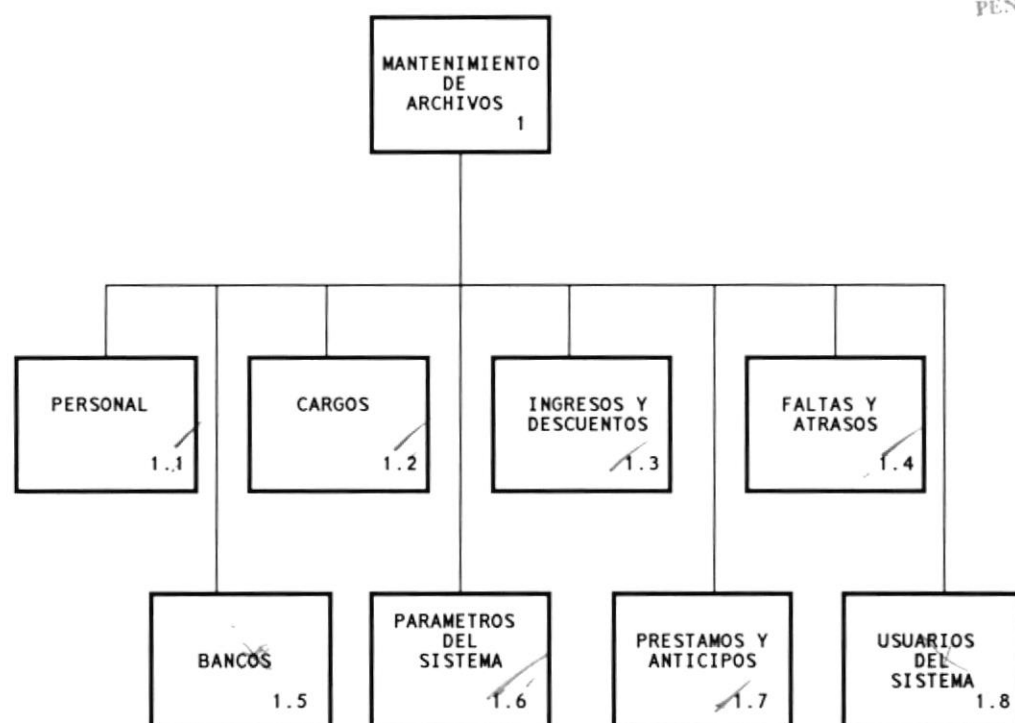 MANTENIMIENTO
DE
ARCHIVOS
1
PERSONAL
1.1
CARGOS
1.2
INGRESOS Y
DESCUENTOS
1.3
FALTAS Y
ATRASOS
1.4
BANCOS
1.5
PARAMETROS
DEL
SISTEMA
1.6
PRESTAMOS Y
ANTICIPOS
1.7
USUARIOS
DEL
SISTEMA
1.8